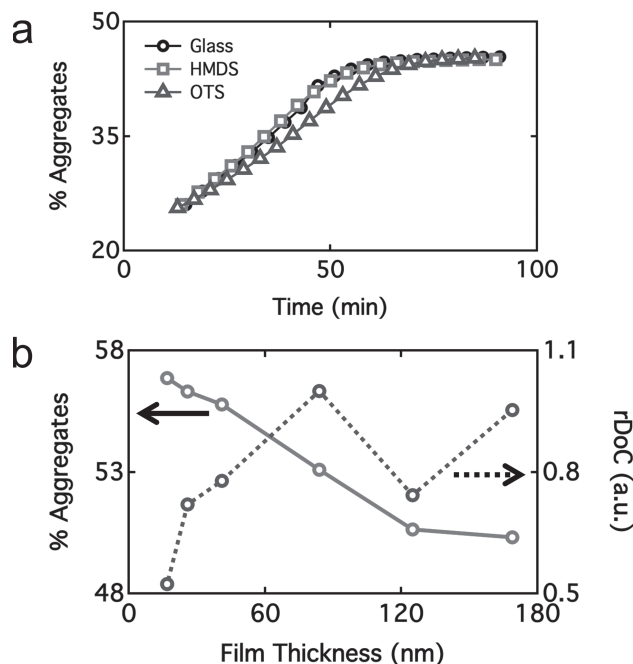 a
50
35
20
% Aggregates
Glass
HMDS
OTS
0
50
100
Time (min)
b
58
53
48
% Aggregates
1.1
0.8
0.5
rDoC (a.u.)
0
60
120
180
Film Thickness (nm)